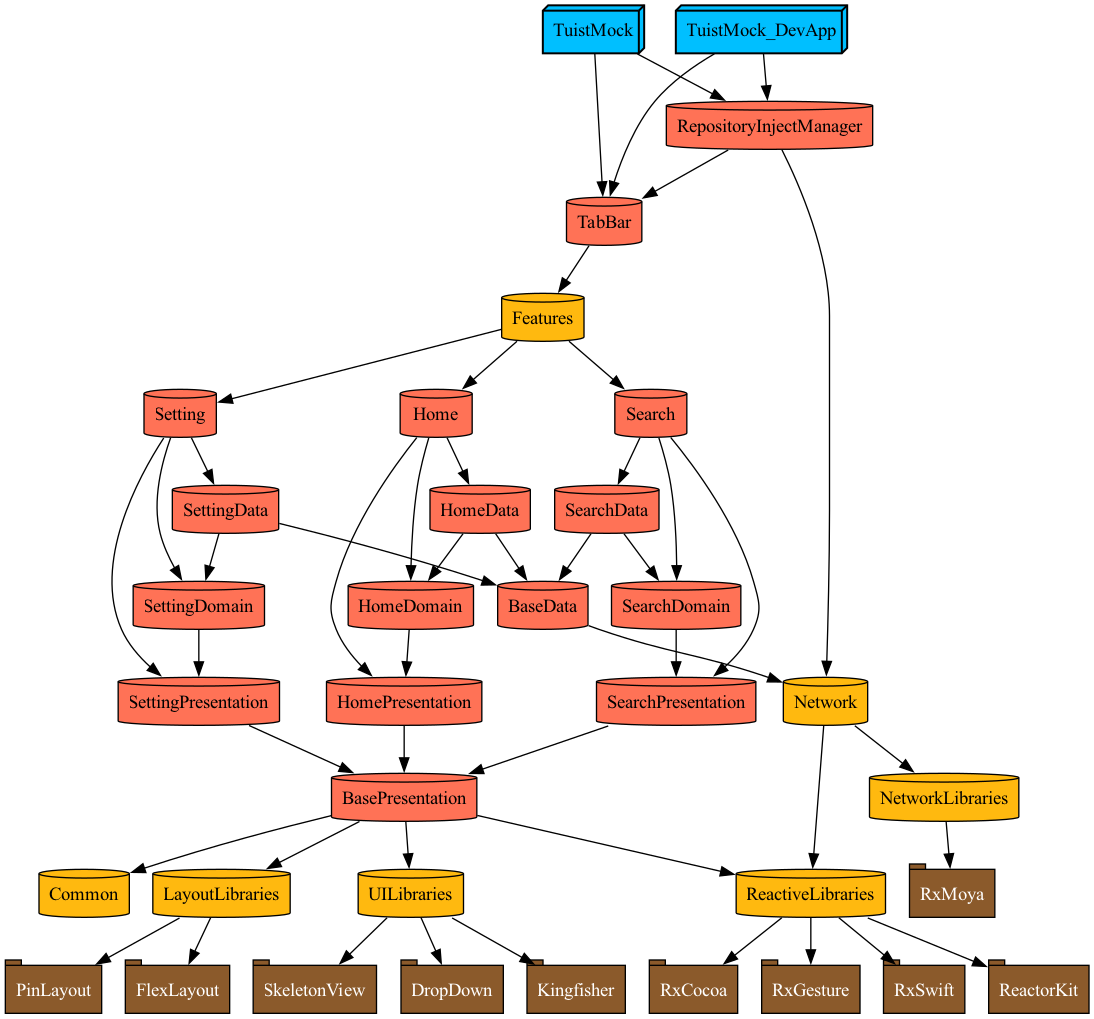 TuistMock
TuistMock_DevApp
RepositoryInjectManager
TabBar
Features
Setting
Home
Search
SettingData
HomeData
SearchData
SettingDomain
HomeDomain
BaseData
SearchDomain
SettingPresentation
HomePresentation
SearchPresentation
Network
BasePresentation
NetworkLibraries
Common
LayoutLibraries
UILibraries
ReactiveLibraries
RxMoya
PinLayout
FlexLayout
SkeletonView
DropDown
Kingfisher
RxCocoa
RxGesture
RxSwift
ReactorKit